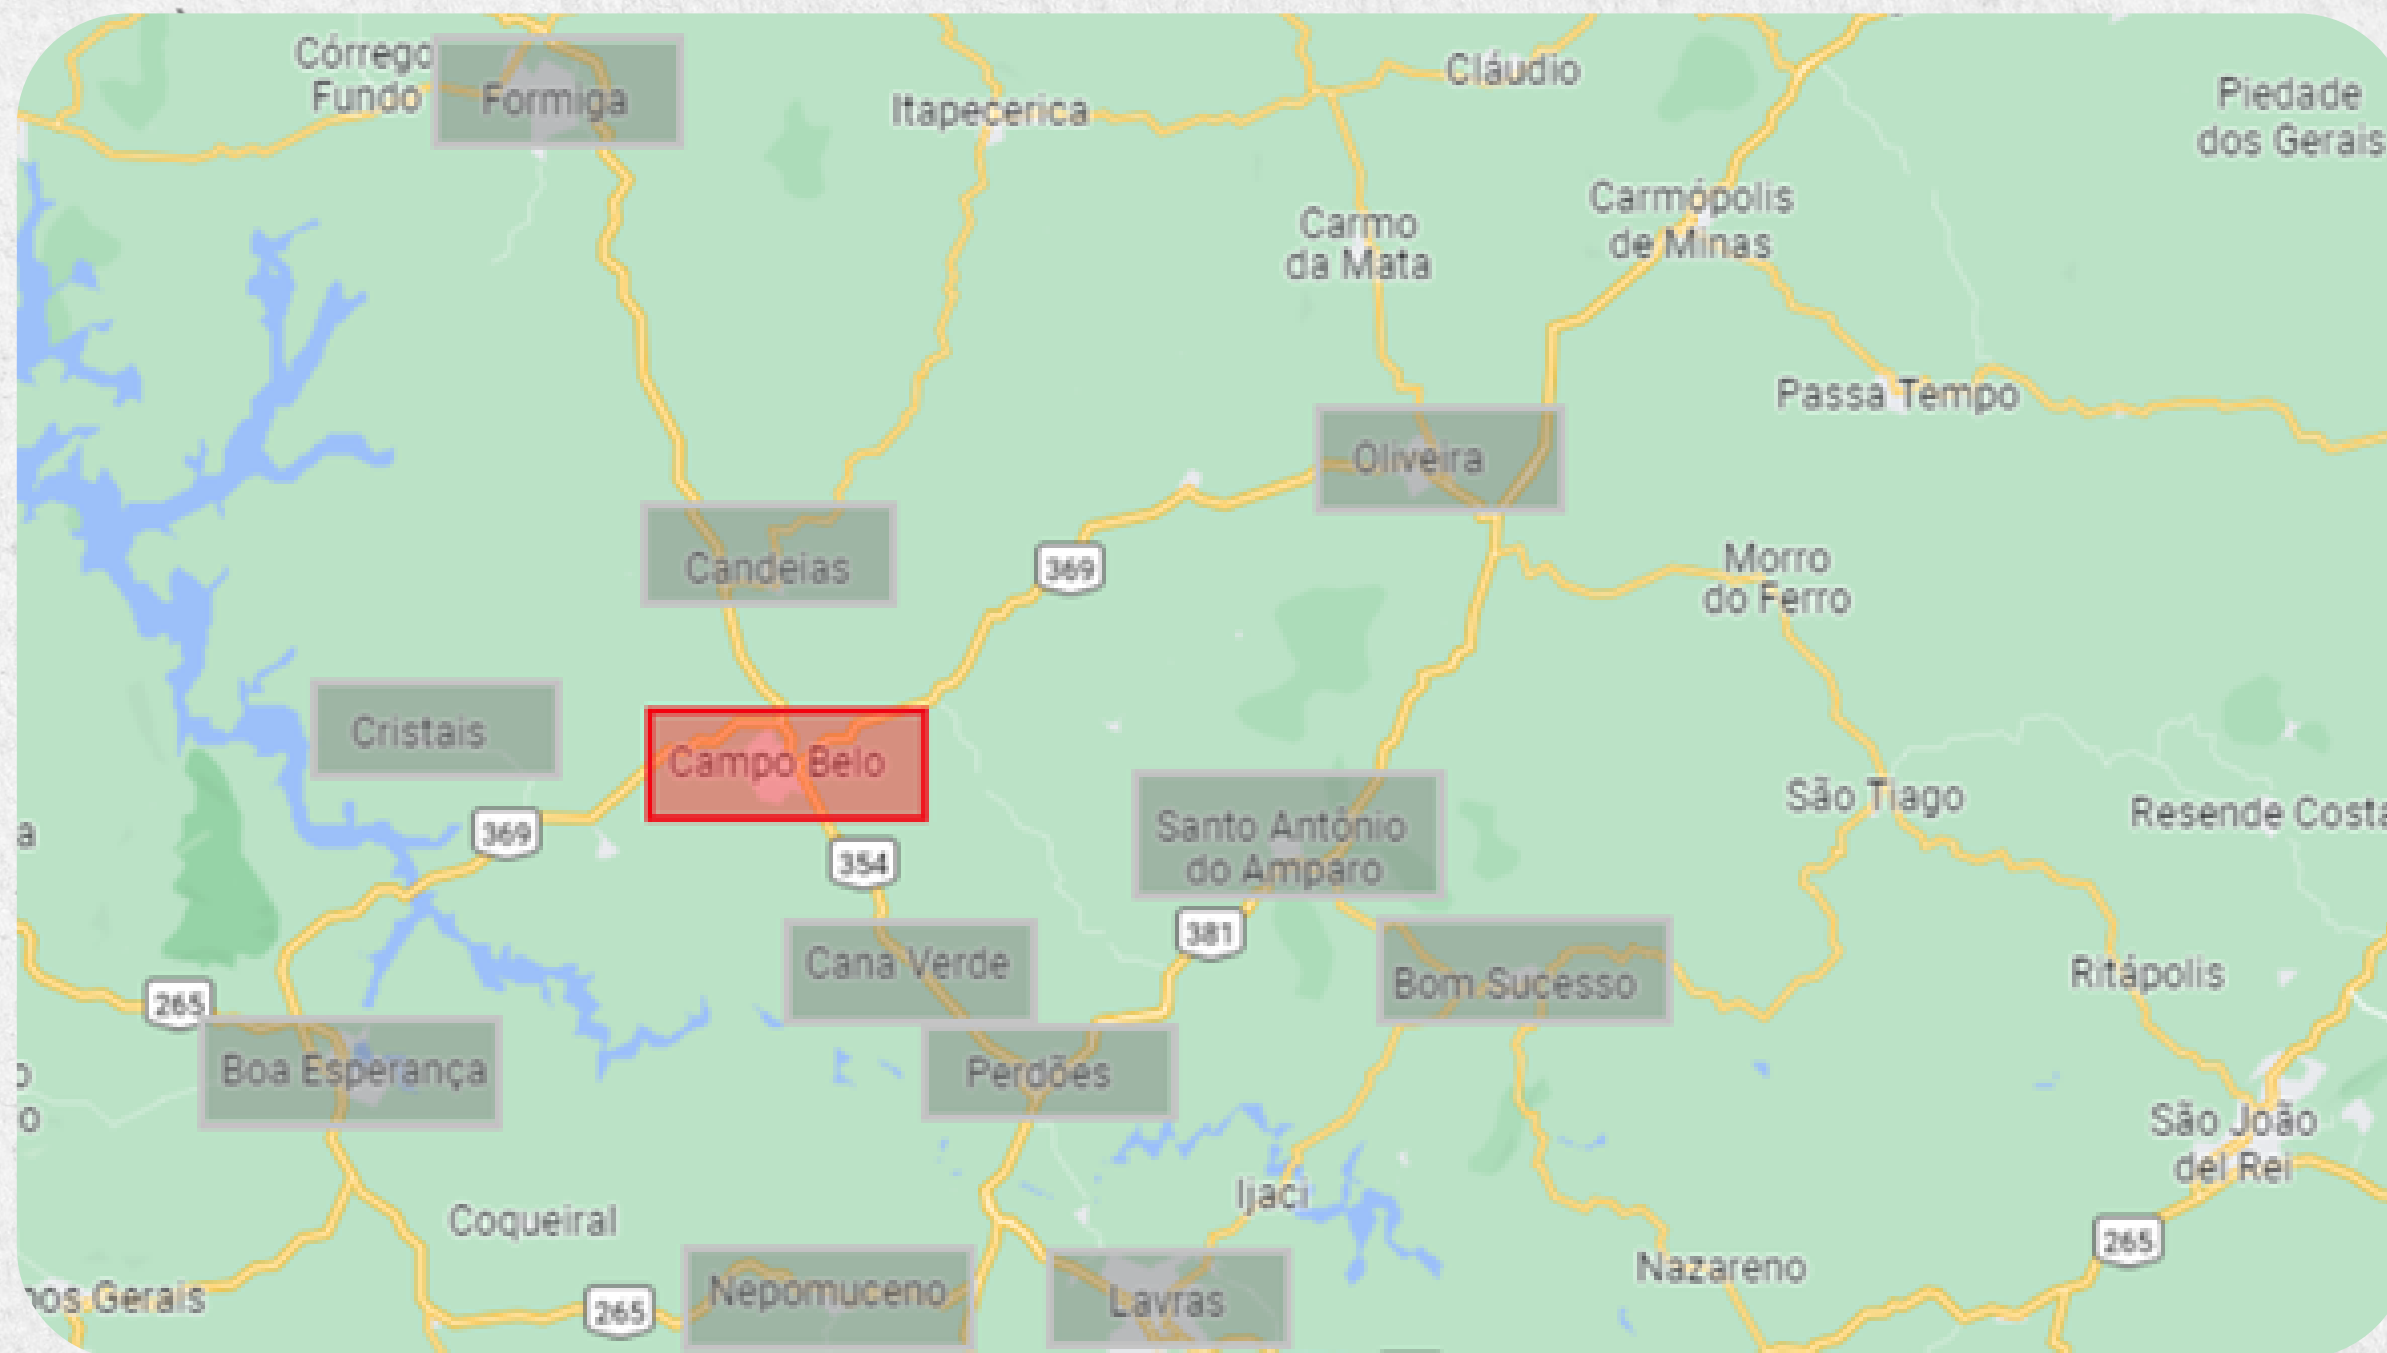 Córrego
Fundo
Formiga
Itapecerica
Cláudio
Piedade
dos Gerais
Carmo
da Mata
Carmópolis
de Minas
Passa Tempo
Oliveira
Candeias
369
Morro
do Ferro
Cristais
Campo Belo
369
354
Santo Antônio
do Amparo
São Tiago
Resende Costa
381
Cana Verde
Bom Sucesso
Ritápolis
265
Boa Esperança
Perdões
São João
del Rei
Ijaci
Coqueiral
265
Nazareno
Nepomuceno
Lavras
os Gerais
265